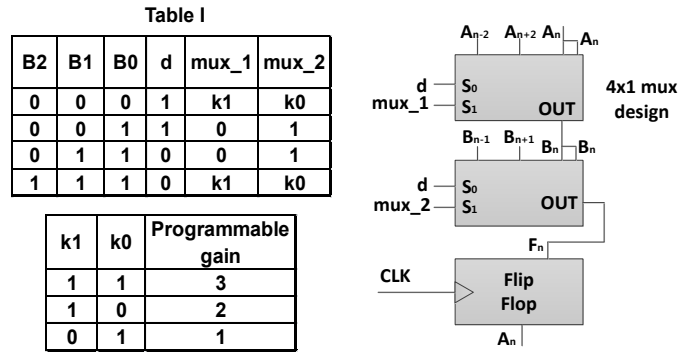 Table I
B2 B1 B0 d mux_1 mux_2
0 0 0 1 k1 k0
0 0 1 1 0 1
0 1 1 0 0 1
1 1 1 0 k1 k0
k1 k0 Programmable gain
1 1 3
1 0 2
0 1 1
An-2 An+2 An An
d S0
mux_1 S1 OUT
4x1 mux
design
Bn-1 Bn+1 Bn Bn
d S0
mux_2 S1 OUT
Fn
CLK
Flip
Flop
An